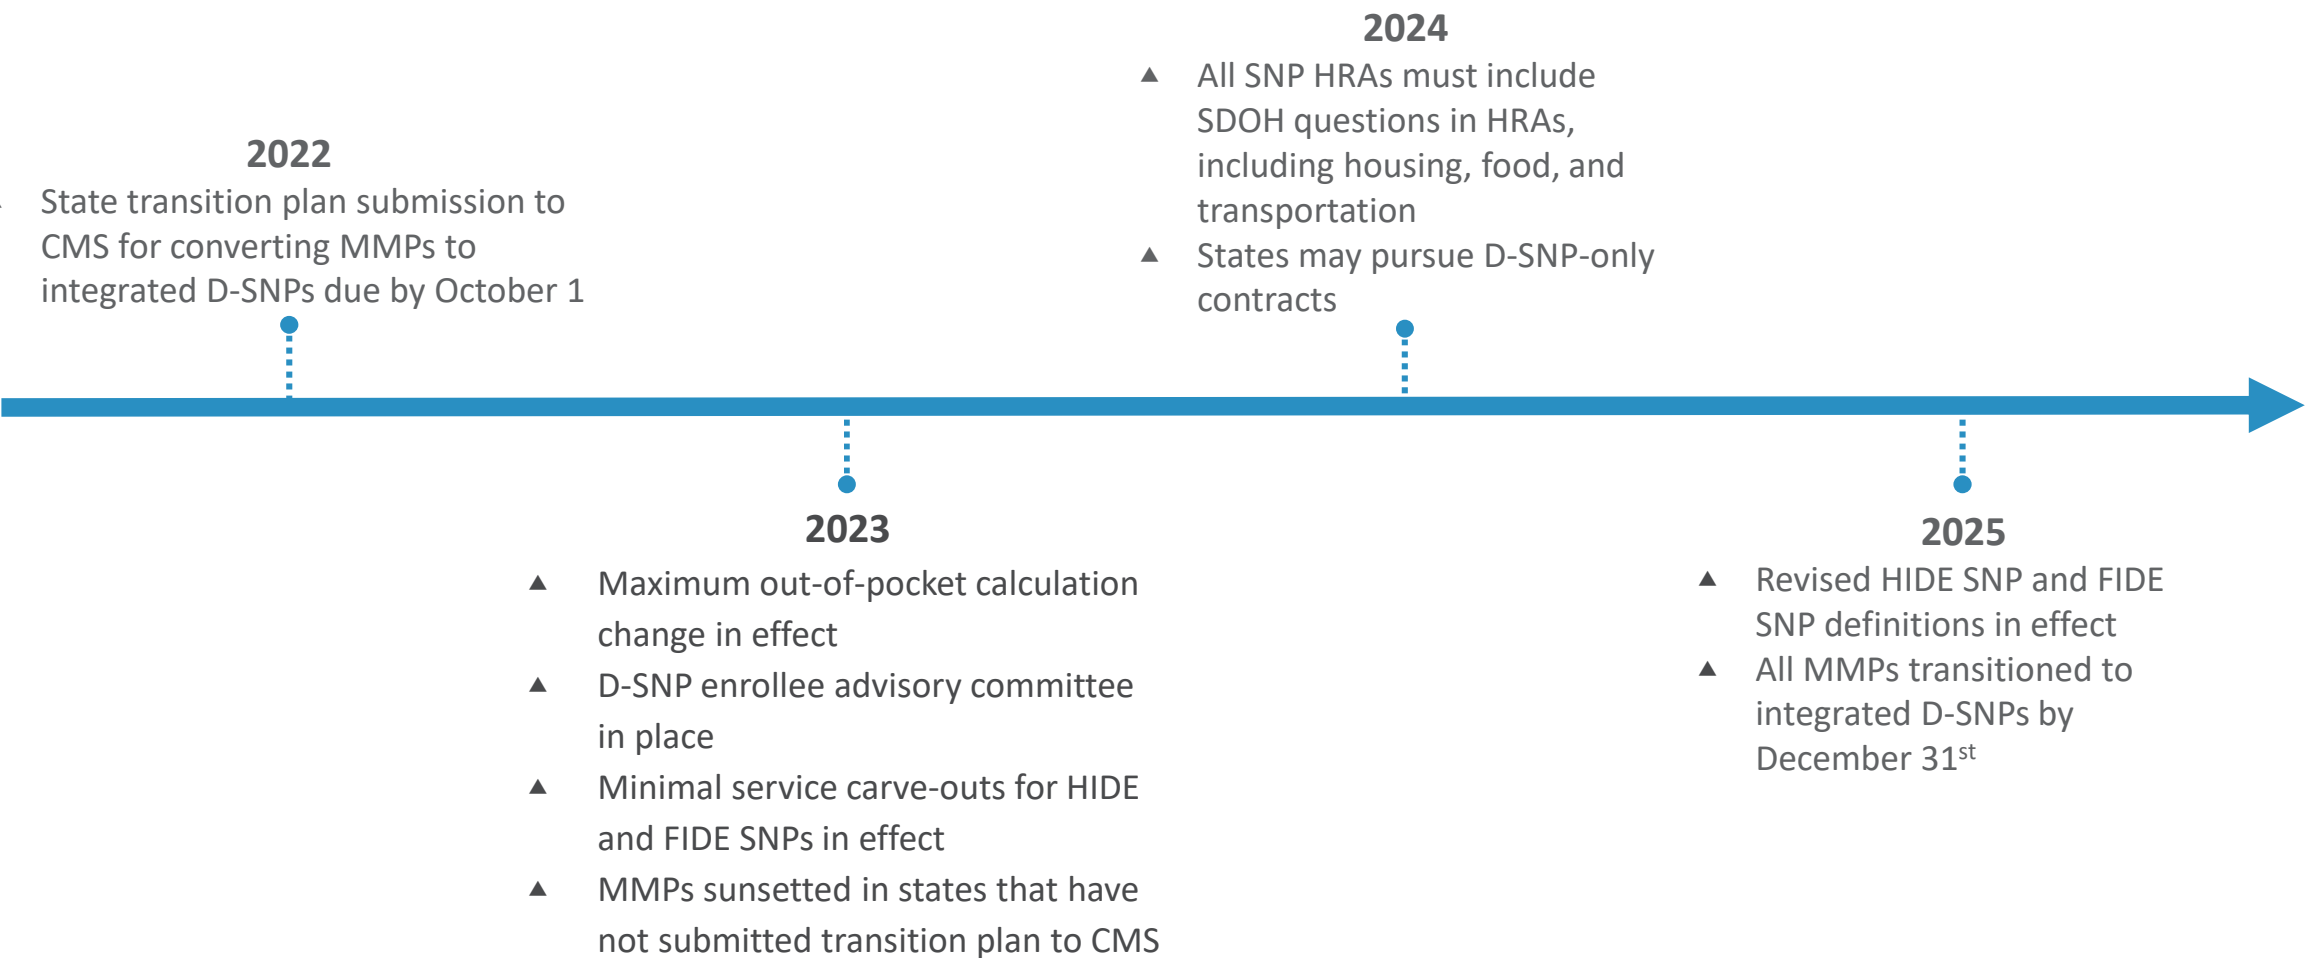 2022
State transition plan submission to
CMS for converting MMPs to
integrated D-SNPs due by October 1
2023
▲ Maximum out-of-pocket calculation
change in effect
▲ D-SNP enrollee advisory committee
in place
▲ Minimal service carve-outs for HIDE
and FIDE SNPs in effect
▲ MMPs sunsetted in states that have
not submitted transition plan to CMS
2024
▲ All SNP HRAs must include
SDOH questions in HRAs,
including housing, food, and
transportation
▲ States may pursue D-SNP-only
contracts
2025
▲ Revised HIDE SNP and FIDE
SNP definitions in effect
▲ All MMPs transitioned to
integrated D-SNPs by
December 31st